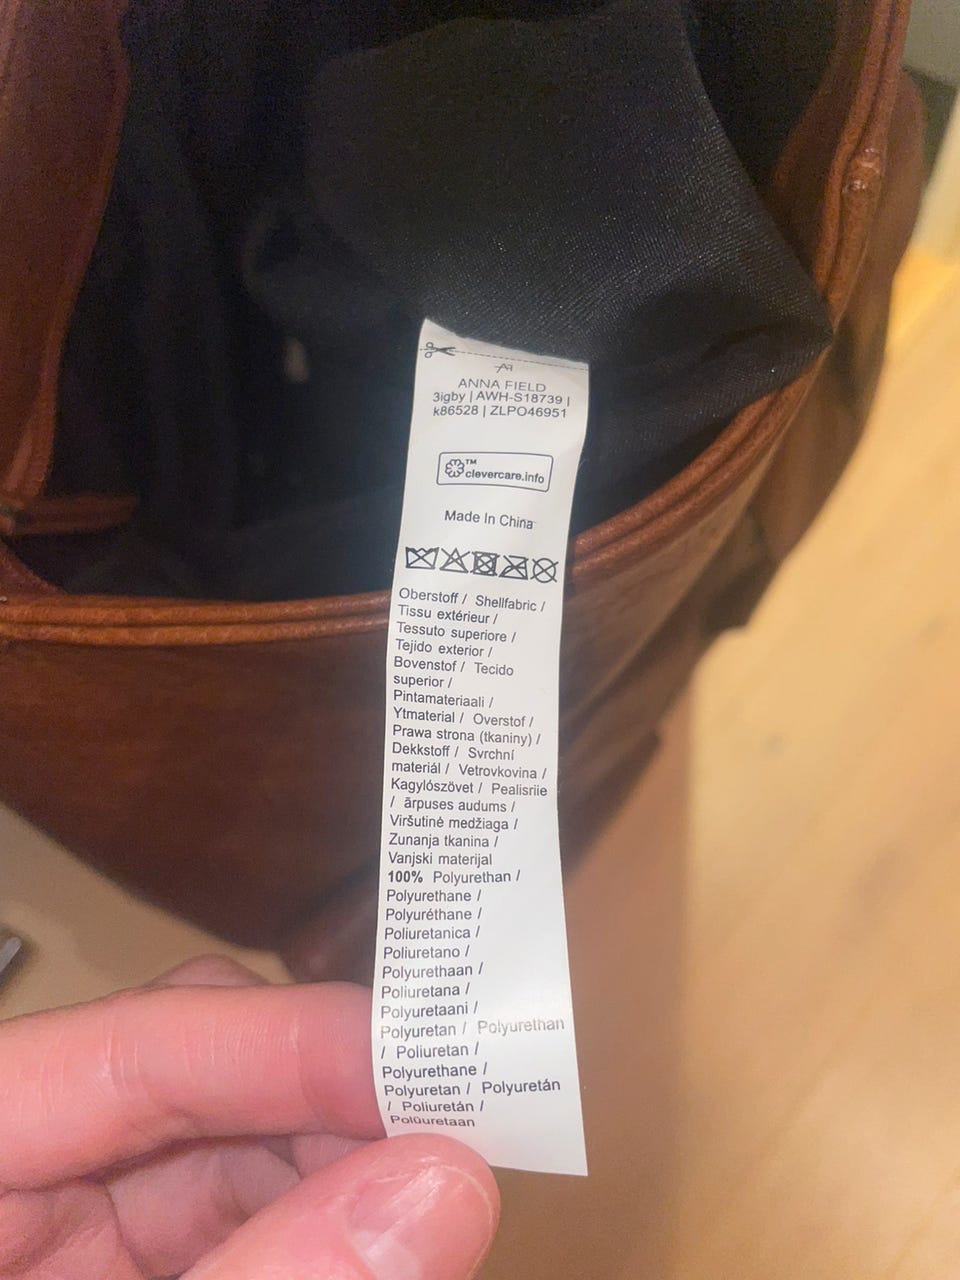 ANNA FIELD
3igby | AWH-S18739 |
k86528 | ZLPO46951
™
clevercare.info
Made In China
Oberstoff / Shellfabric /
Tissu extérieur /
Tessuto superiore /
Tejido exterior /
Bovenstof / Tecido
superior /
Pintamateriaali /
Ytmaterial / Overstof /
Prawa strona (tkaniny) /
Dekkstoff / Svrchní
materiál / Vetrovkovina /
Kagylószövet / Pealisriie
/ ārpuses audums /
Viršutinė medžiaga /
Zunanja tkanina /
Vanjski materijal
100% Polyurethan /
Polyurethane /
Polyuréthane /
Poliuretanica /
Poliuretano /
Polyurethaan /
Poliuretana /
Polyuretaani /
Polyuretan / Polyurethan
/ Poliuretan /
Polyurethane /
Polyuretan / Polyuretán
/ Poliuretán /
Polüuretaan